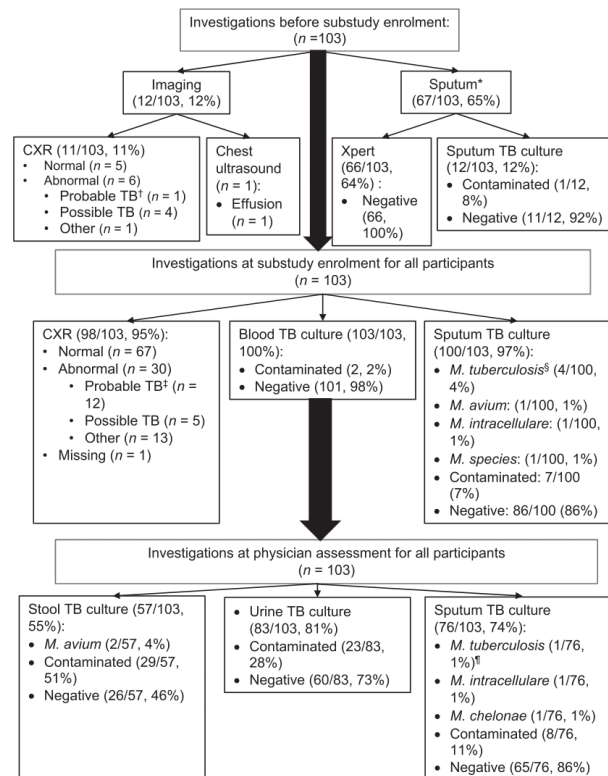 Investigations before substudy enrolment:
(n =103)
Imaging
(12/103, 12%)
Sputum*
(67/103, 65%)
CXR (11/103, 11%)
• Normal (n = 5)
• Abnormal (n = 6)
• Probable TB† (n = 1)
• Possible TB (n = 4)
• Other (n = 1)
Chest
ultrasound
(n = 1):
• Effusion
(n = 1)
Xpert
(66/103,
64%) :
• Negative
(66,
100%)
Sputum TB culture
(12/103, 12%):
• Contaminated (1/12,
8%)
• Negative (11/12, 92%)
Investigations at substudy enrolment for all participants
(n = 103)
CXR (98/103, 95%):
• Normal (n = 67)
• Abnormal (n = 30)
• Probable TB‡ (n =
12)
• Possible TB (n = 5)
• Other (n = 13)
• Missing (n = 1)
Blood TB culture (103/103,
100%):
• Contaminated (2, 2%)
• Negative (101, 98%)
Sputum TB culture
(100/103, 97%):
• M. tuberculosis§ (4/100,
4%)
• M. avium: (1/100, 1%)
• M. intracellulare: (1/100,
1%)
• M. species: (1/100, 1%)
• Contaminated: 7/100
(7%)
• Negative: 86/100 (86%)
Investigations at physician assessment for all participants
(n = 103)
Stool TB culture (57/103,
55%):
• M. avium (2/57, 4%)
• Contaminated (29/57,
51%)
• Negative (26/57, 46%)
• Urine TB culture
(83/103, 81%)
• Contaminated (23/83,
28%)
• Negative (60/83, 73%)
Sputum TB culture
(76/103, 74%):
• M. tuberculosis (1/76,
1%)¶
• M. intracellulare (1/76,
1%)
• M. chelonae (1/76, 1%)
• Contaminated (8/76,
11%)
• Negative (65/76, 86%)